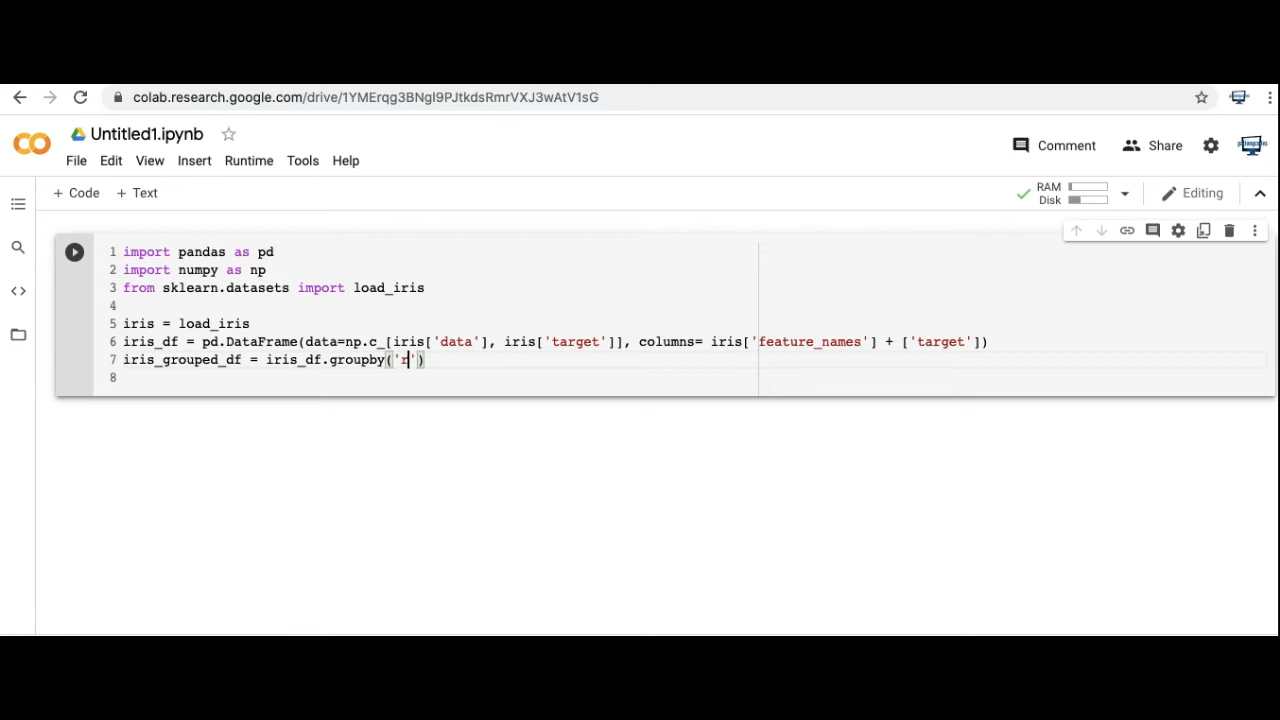 colab.research.google.com/drive/1YMErqg3BNgl9PJtkdsRmrVXJ3wAtV1sG
Untitled1.ipynb
Comment
Share
File Edit View Insert Runtime Tools Help
+ Code + Text
RAM
Disk
Editing
1 import pandas as pd
2 import numpy as np
3 from sklearn.datasets import load_iris
4
5 iris = load_iris
6 iris_df = pd.DataFrame(data=np.c_[iris['data'], iris['target']], columns= iris['feature_names'] + ['target'])
7 iris_grouped_df = iris_df.groupby('r')
8